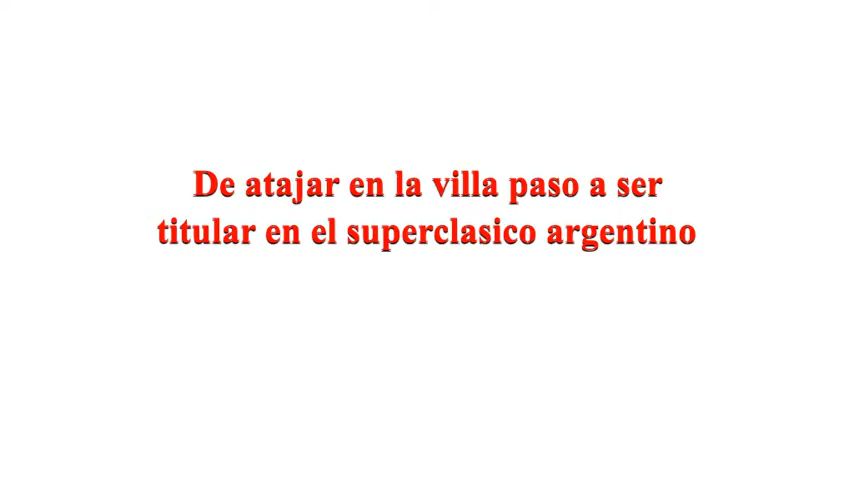 De atajar en la villa paso a ser
titular en el superclasico argentino